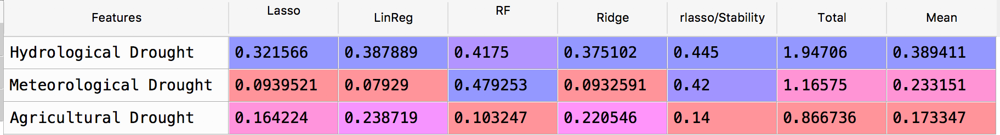 Features Lasso LinReg RF Ridge rlasso/Stability Total Mean
Hydrological Drought 0.321566 0.387889 0.4175 0.375102 0.445 1.94706 0.389411
Meteorological Drought 0.0939521 0.07929 0.479253 0.0932591 0.42 1.16575 0.233151
Agricultural Drought 0.164224 0.238719 0.103247 0.220546 0.14 0.866736 0.173347